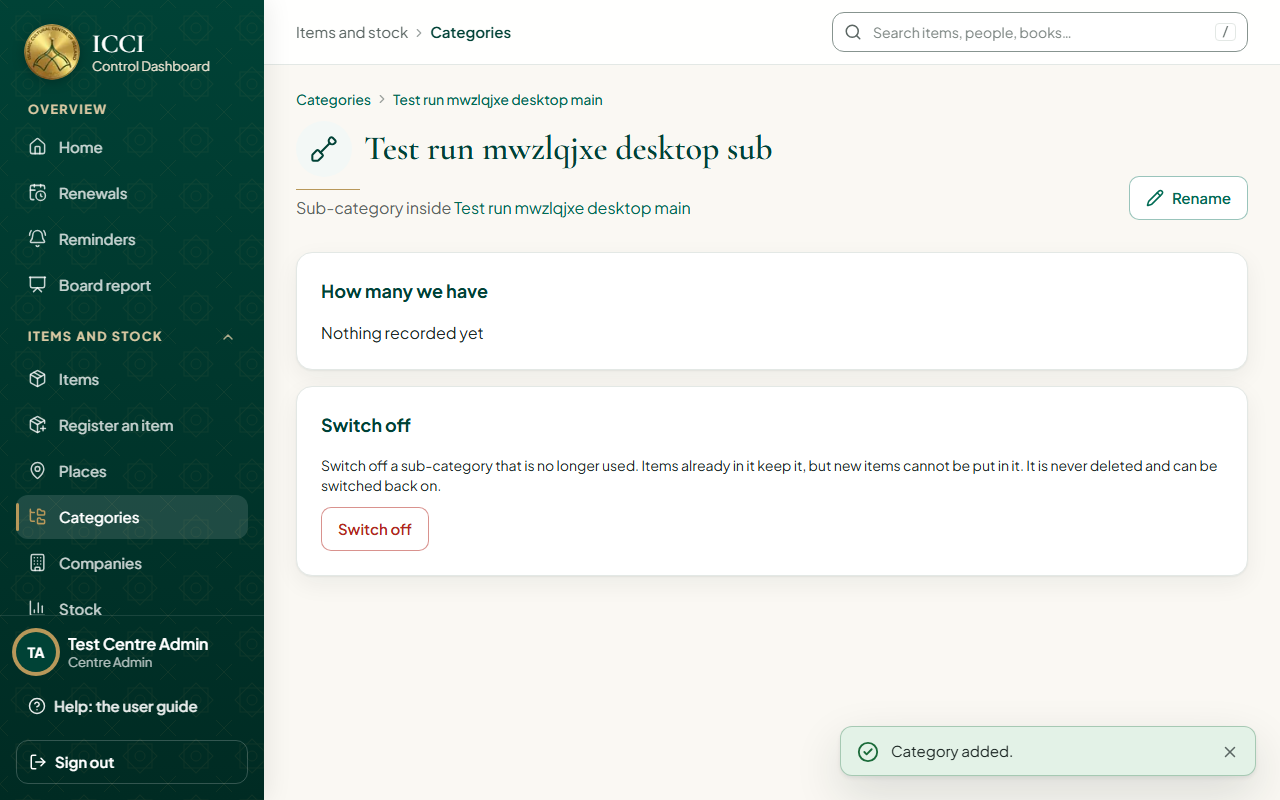 ICCI
Control Dashboard
OVERVIEW
Home
Renewals
Reminders
Board report
ITEMS AND STOCK
Items
Register an item
Places
Categories
Companies
Stock
TA
Test Centre Admin
Centre Admin
Help: the user guide
Sign out
Items and stock > Categories
Search items, people, books… /
Categories > Test run mwzlqjxe desktop main
Test run mwzlqjxe desktop sub
Sub-category inside Test run mwzlqjxe desktop main
Rename
How many we have
Nothing recorded yet
Switch off
Switch off a sub-category that is no longer used. Items already in it keep it, but new items cannot be put in it. It is never deleted and can be
switched back on.
Switch off
Category added.